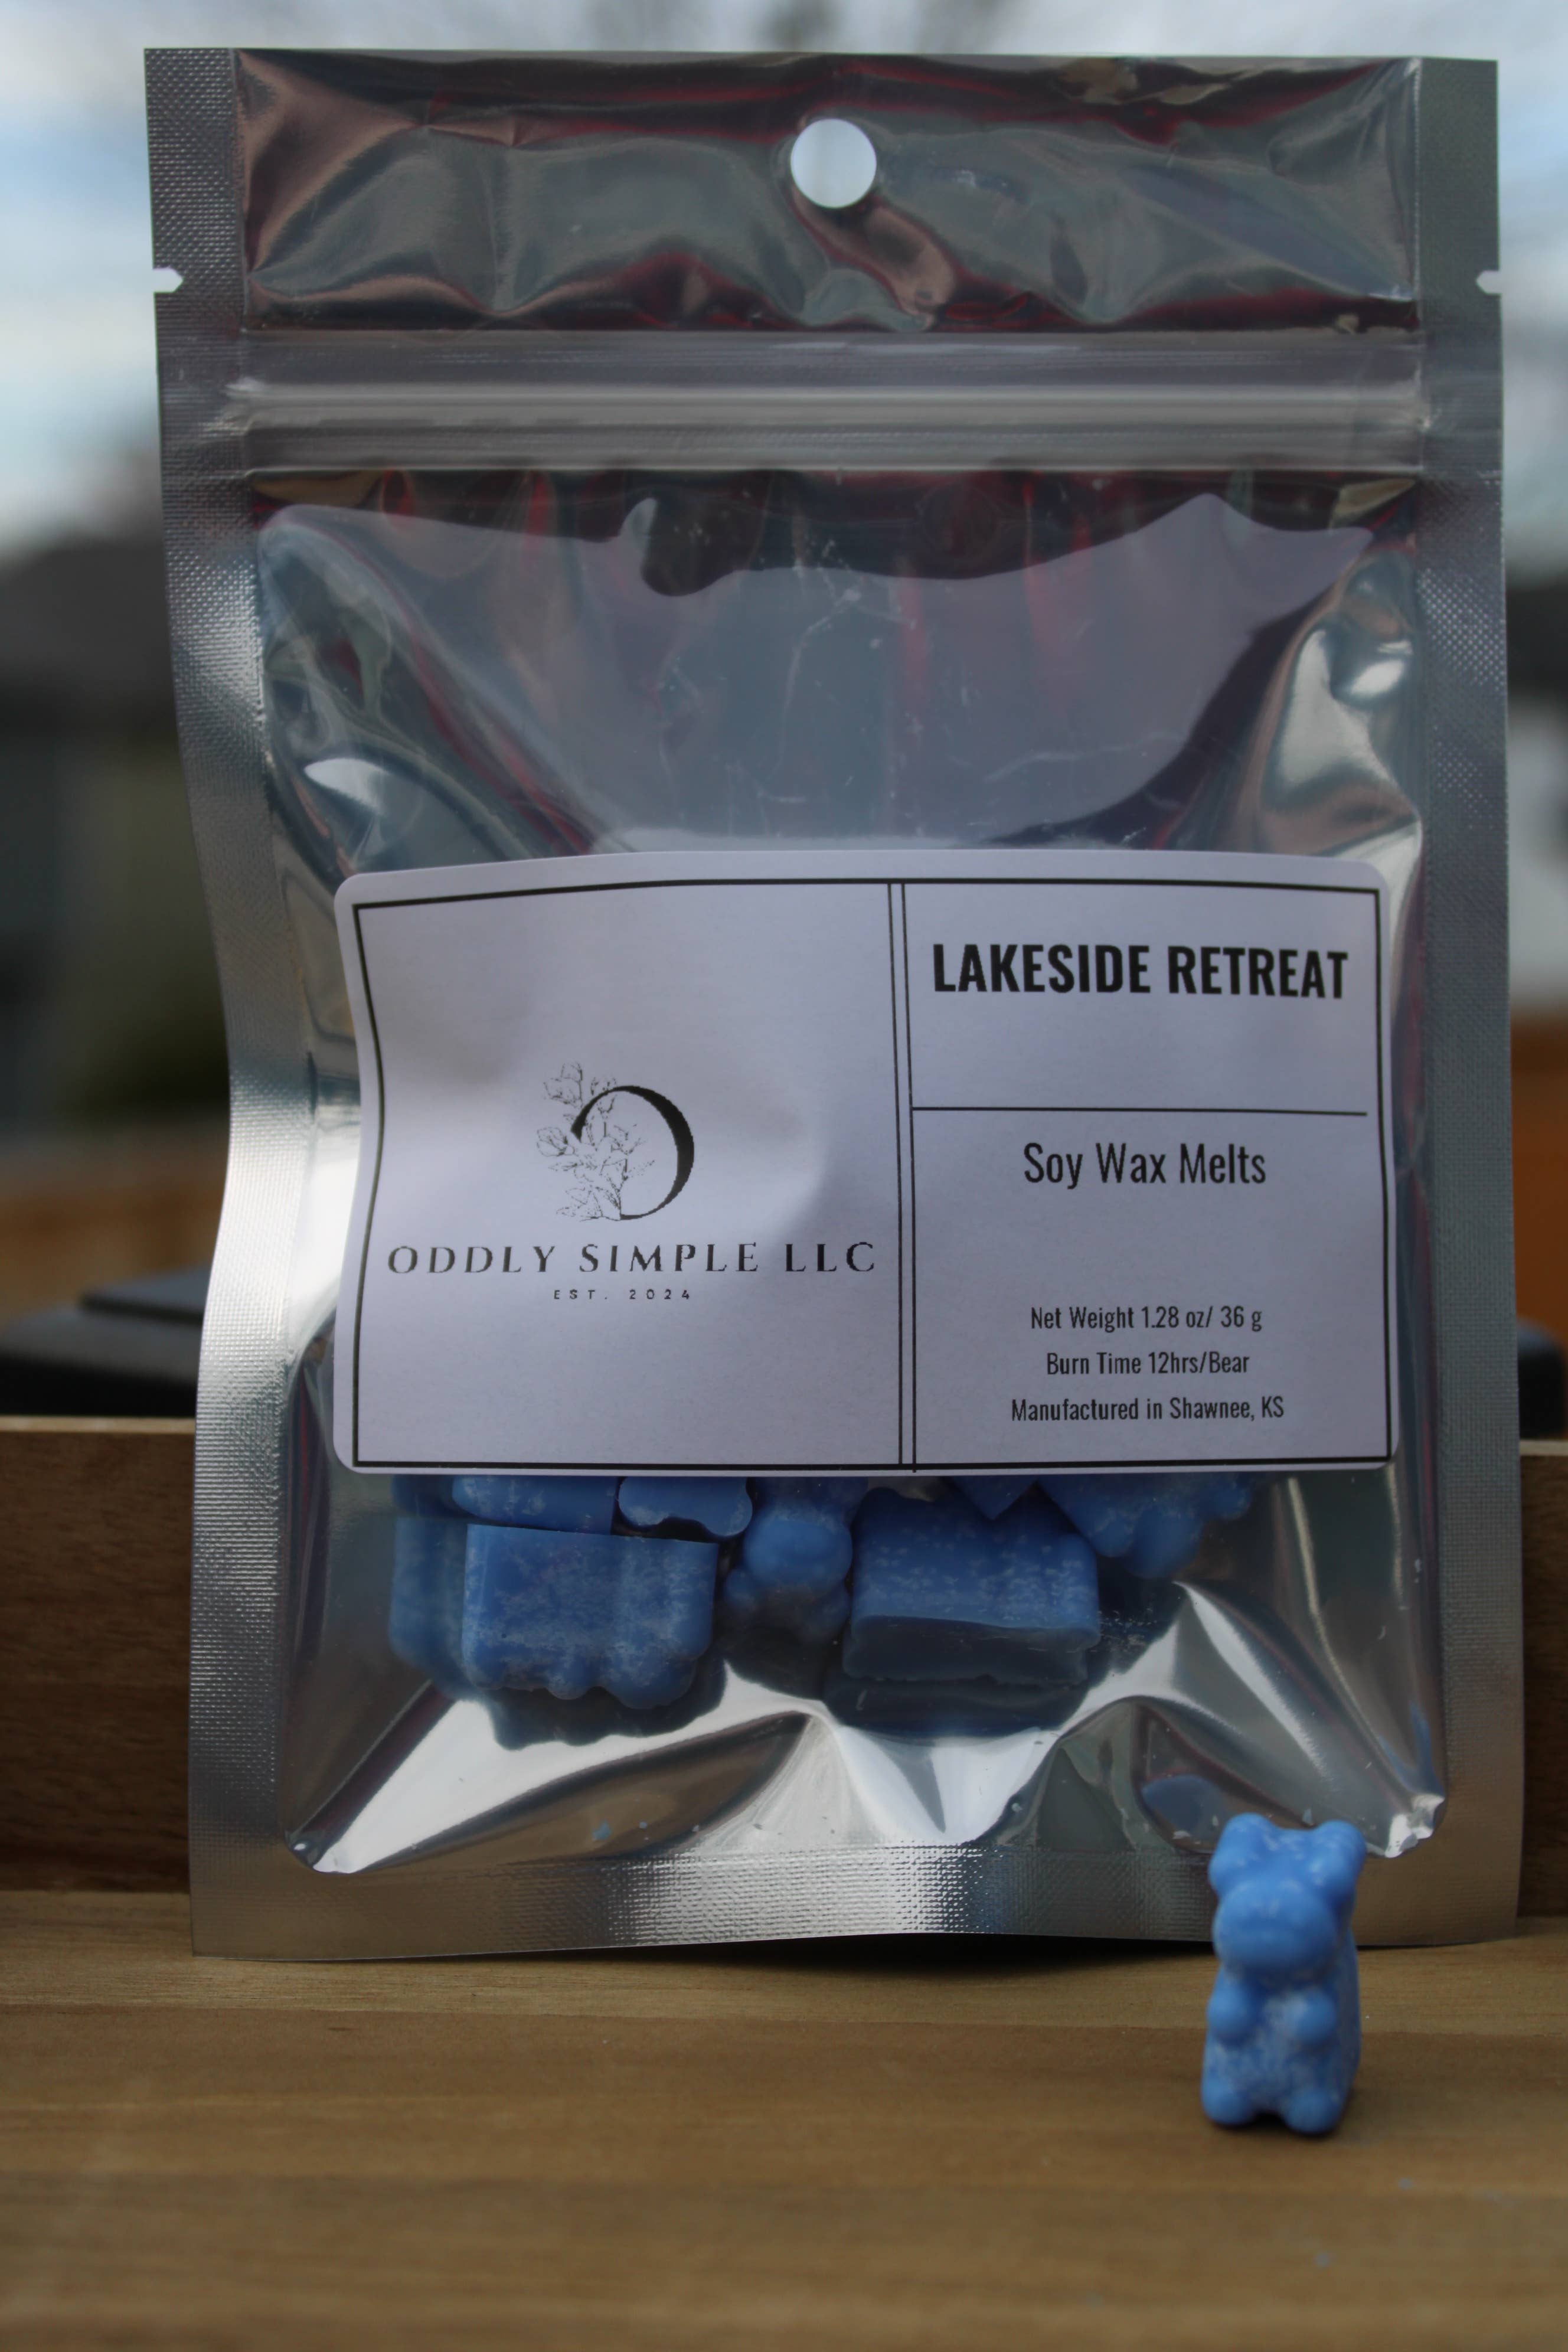 ODDLY SIMPLE LLC
EST. 2024
LAKESIDE RETREAT
Soy Wax Melts
Net Weight 1.28 oz/ 36 g
Burn Time 12hrs/Bear
Manufactured in Shawnee, KS